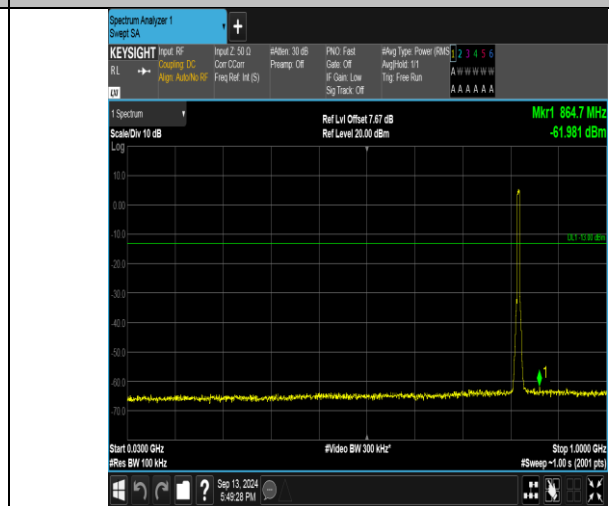 Spectrum Analyzer 1
Swept SA
+
KEYSIGHT
Input: RF
Input Z: 50 Ω
#Atten: 30 dB
PNO: Fast
#Avg Type: Power (RMS
1 2 3 4 5 6
RL
Coupling: DC
Corr CCorr
Preamp: Off
Gate: Off
Avg|Hold: 1/1
A W W W W W
Align: Auto/No RF
Freq Ref: Int (S)
IF Gain: Low
Trig: Free Run
Sig Track: Off
A A A A A A
LXI
1 Spectrum
Ref Lvl Offset 7.67 dB
Mkr1 864.7 MHz
Scale/Div 10 dB
Ref Level 20.00 dBm
-61.981 dBm
Log
10.0
0.00
-10.0
DL1 -13.00 dBm
-20.0
-30.0
-40.0
-50.0
-60.0
1
-70.0
Start 0.0300 GHz
#Video BW 300 kHz*
Stop 1.0000 GHz
#Res BW 100 kHz
#Sweep ~1.00 s (2001 pts)
?
Sep 13, 2024
5:49:28 PM